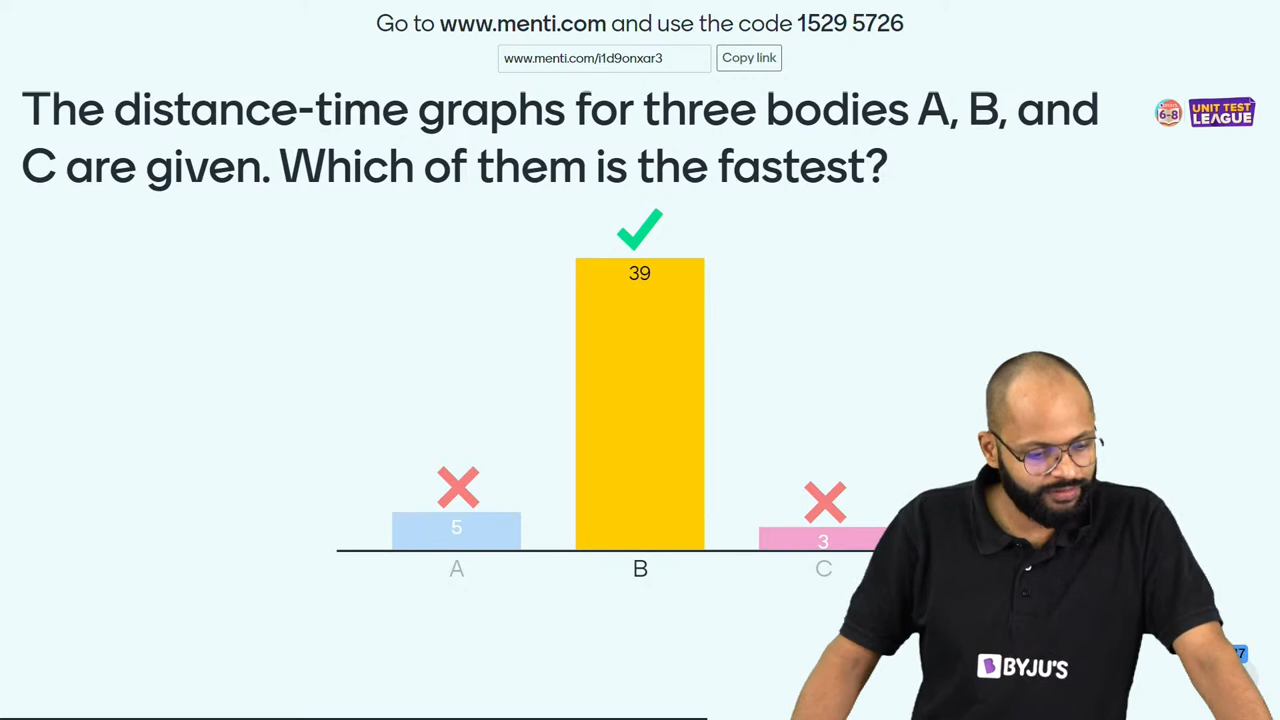 Go to www.menti.com and use the code 1529 5726
www.menti.com/i1d9onxar3
Copy link
The distance-time graphs for three bodies A, B, and
C are given. Which of them is the fastest?
6-8
UNIT TEST
LEAGUE
39
5
3
A
B
C
BYJU'S